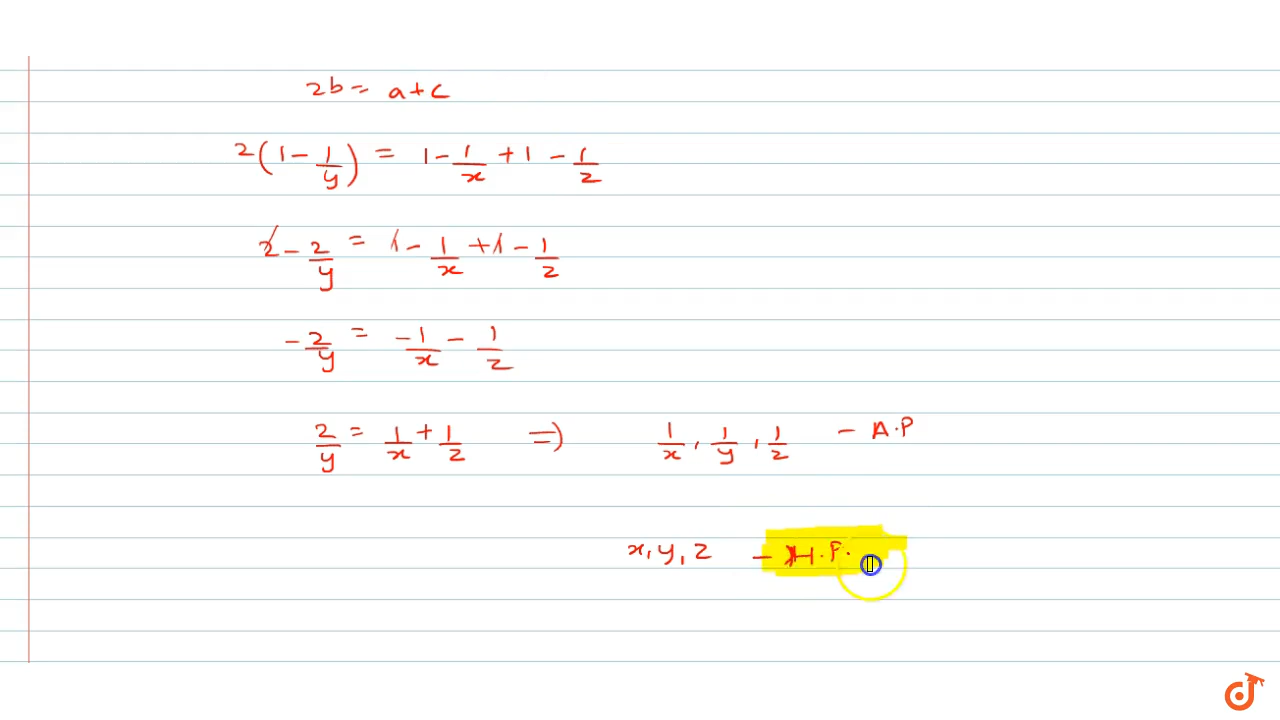 2b = a + c
2(1 - 1/y) = 1 - 1/x + 1 - 1/z
2 - 2/y = 1 - 1/x + 1 - 1/z
- 2/y = -1/x - 1/z
2/y = 1/x + 1/z ⇒ 1/x, 1/y, 1/z - A.P
x, y, z - H.P.